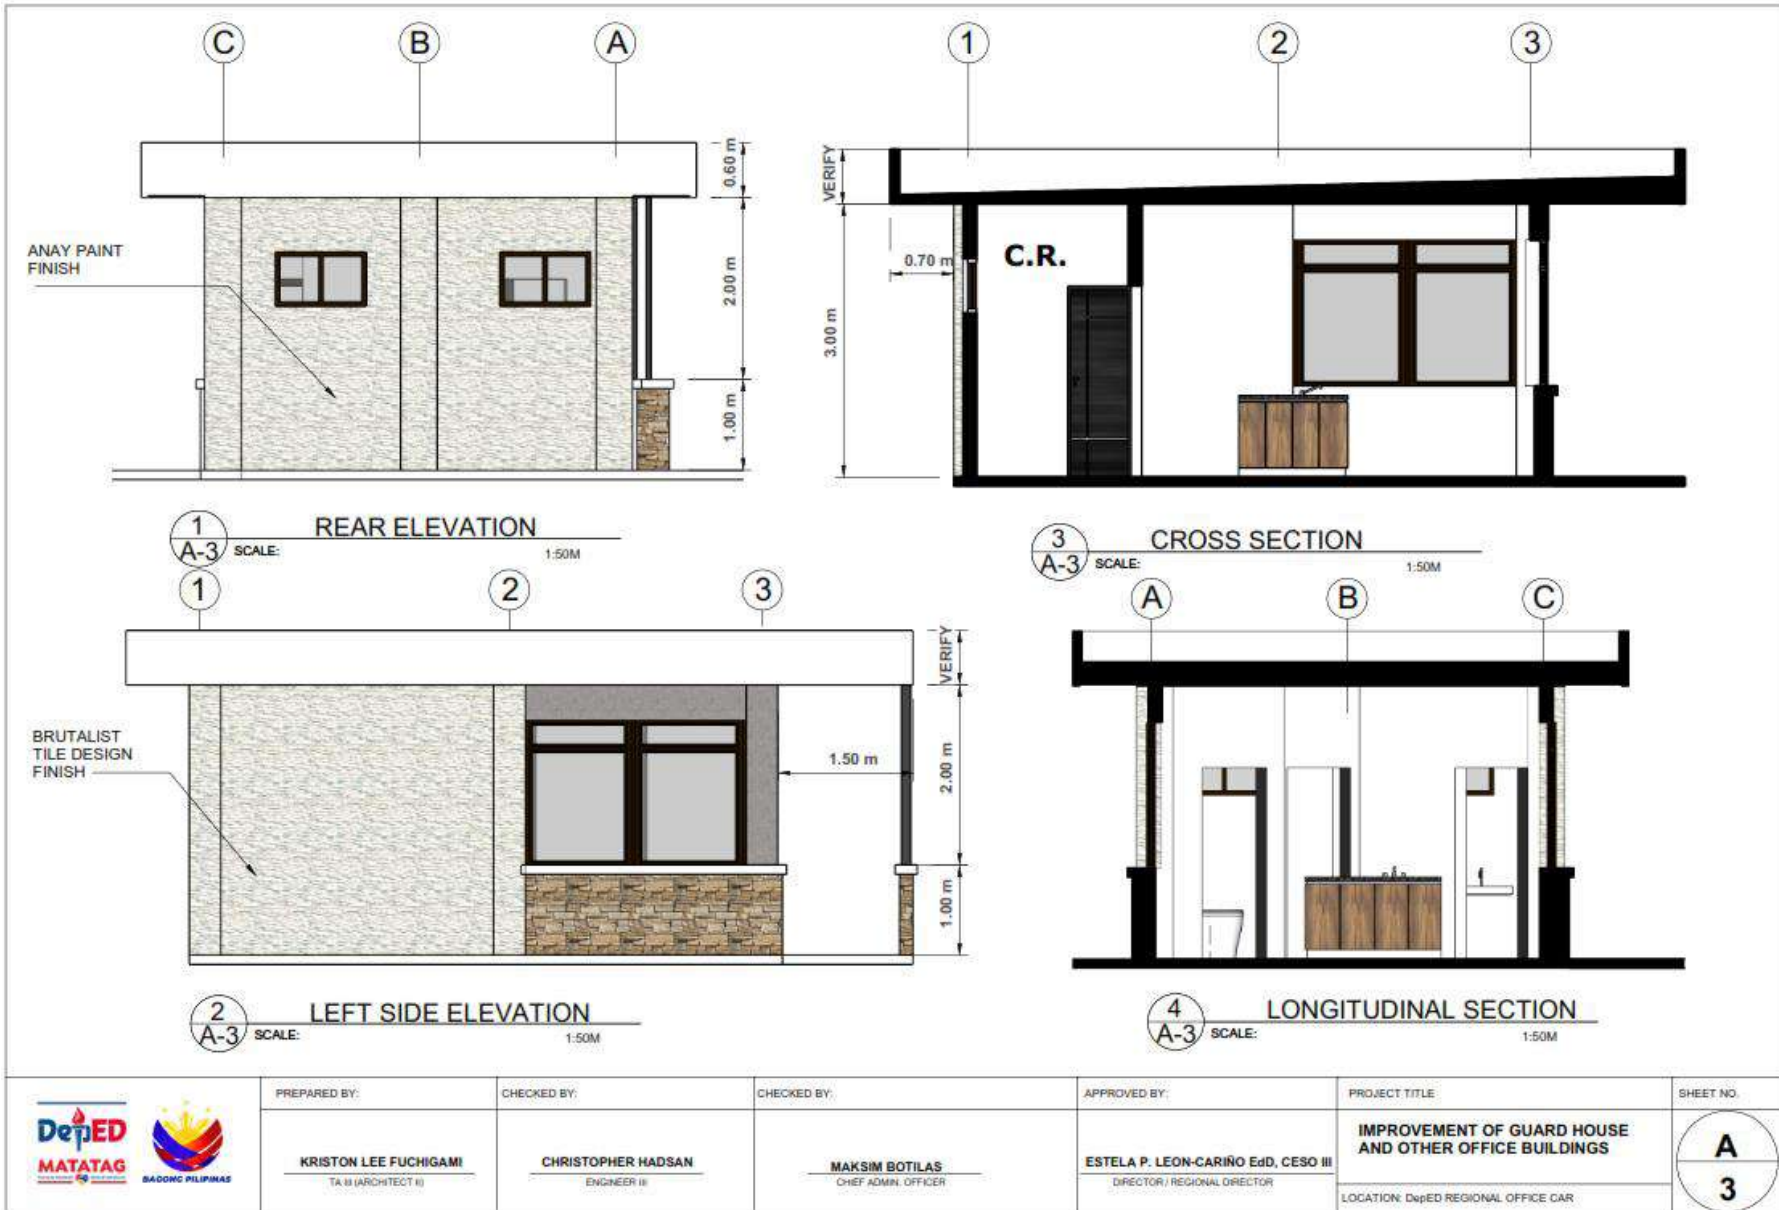 C
B
A
0.60 m
ANAY PAINT
FINISH
2.00 m
1.00 m
1
A-3
REAR ELEVATION
SCALE:
1:50M
1
2
3
VERIFY
0.70 m
C.R.
3.00 m
3
A-3
CROSS SECTION
SCALE:
1:50M
1
2
3
VERIFY
BRUTALIST
TILE DESIGN
FINISH
1.50 m
2.00 m
1.00 m
2
A-3
LEFT SIDE ELEVATION
SCALE:
1:50M
A
B
C
4
A-3
LONGITUDINAL SECTION
SCALE:
1:50M
DepED
MATATAG
BAGONG PILIPINAS
PREPARED BY:
KRISTON LEE FUCHIGAMI
TA III (ARCHITECT II)
CHECKED BY:
CHRISTOPHER HADSAN
ENGINEER III
CHECKED BY:
MAKSIM BOTILAS
CHIEF ADMIN. OFFICER
APPROVED BY:
ESTELA P. LEON-CARIÑO EdD, CESO III
DIRECTOR / REGIONAL DIRECTOR
PROJECT TITLE
IMPROVEMENT OF GUARD HOUSE
AND OTHER OFFICE BUILDINGS
LOCATION: DepED REGIONAL OFFICE CAR
SHEET NO.
A
3